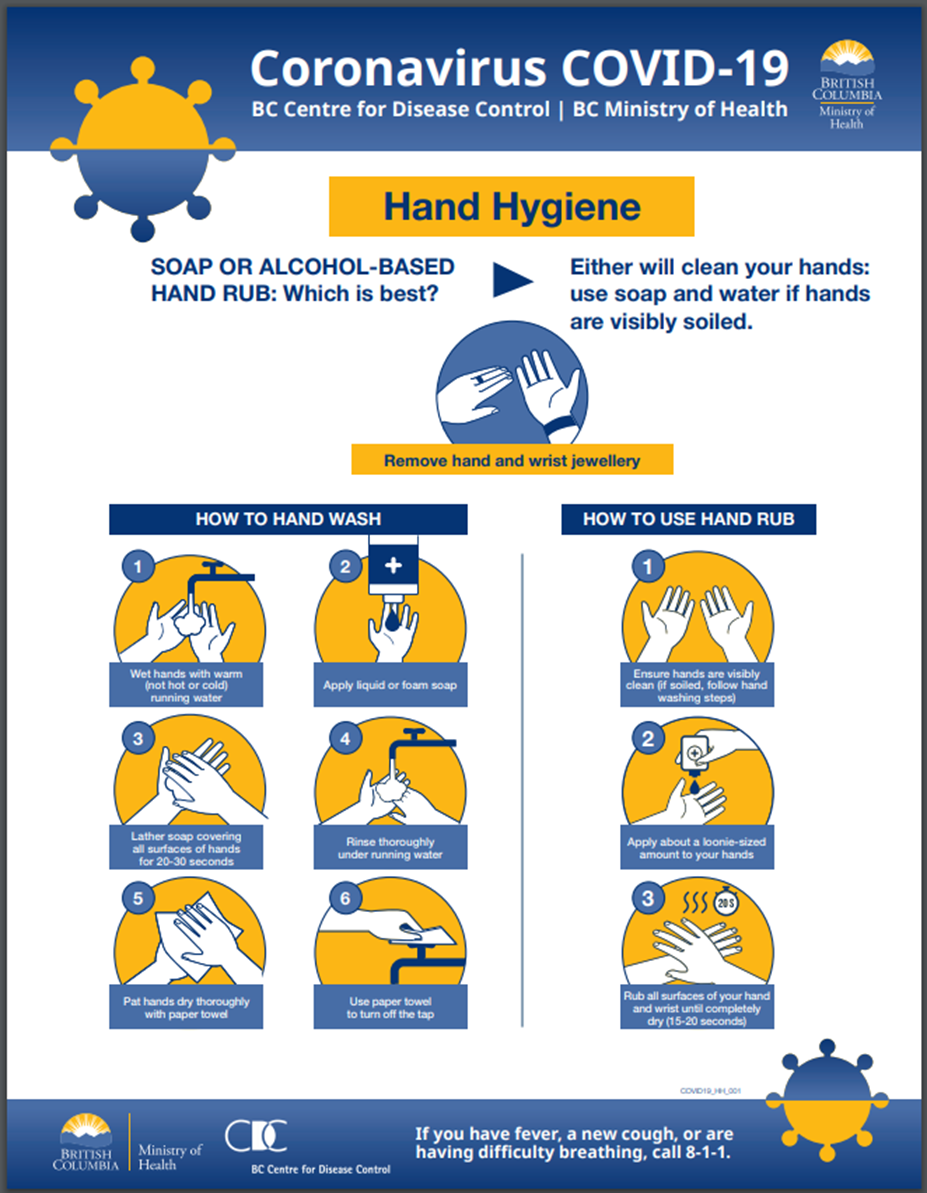 Coronavirus COVID-19
BC Centre for Disease Control | BC Ministry of Health
BRITISH
COLUMBIA
Ministry of
Health
Hand Hygiene
SOAP OR ALCOHOL-BASED
HAND RUB: Which is best?
Either will clean your hands:
use soap and water if hands
are visibly soiled.
Remove hand and wrist jewellery
HOW TO HAND WASH
1
Wet hands with warm
(not hot or cold)
running water
2
Apply liquid or foam soap
3
Lather soap covering
all surfaces of hands
for 20-30 seconds
4
Rinse thoroughly
under running water
5
Pat hands dry thoroughly
with paper towel
6
Use paper towel
to turn off the tap
HOW TO USE HAND RUB
1
Ensure hands are visibly
clean (if soiled, follow hand
washing steps)
2
Apply about a loonie-sized
amount to your hands
3
20 S
Rub all surfaces of your hand
and wrist until completely
dry (15-20 seconds)
COVID19_HH_001
BRITISH
COLUMBIA
Ministry of
Health
CDC
BC Centre for Disease Control
If you have fever, a new cough, or are
having difficulty breathing, call 8-1-1.